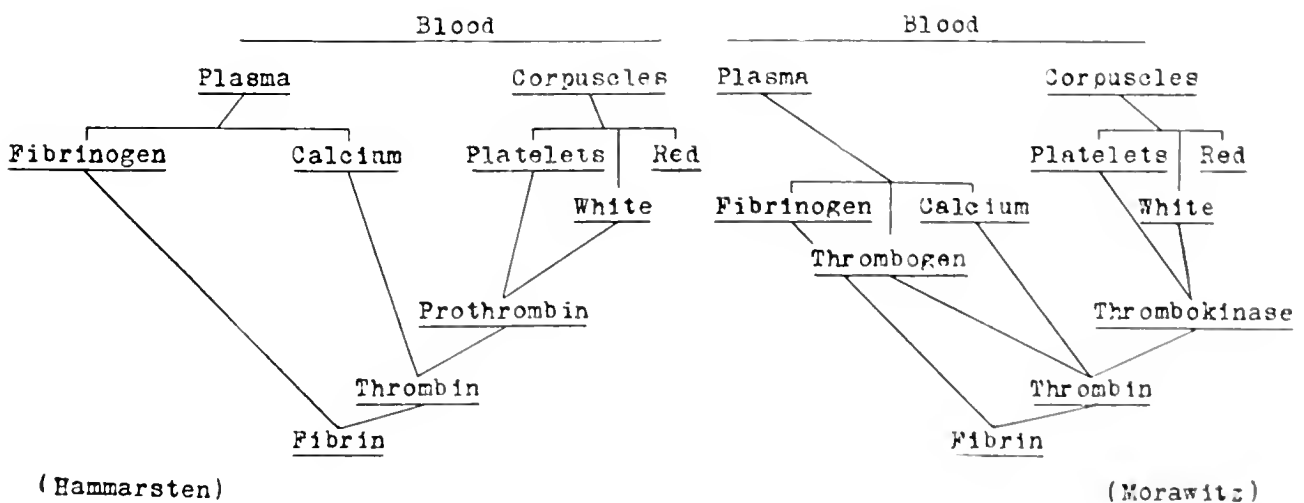 Blood Blood
Plasma Corpuscles Plasma Corpuscles
Fibrinogen Calcium Platelets Red Platelets Red
White Fibrinogen Calcium White
Thrombogen
Prothrombin Thrombokinase
Thrombin Thrombin
Fibrin Fibrin
(Hammarsten) (Morawitz)